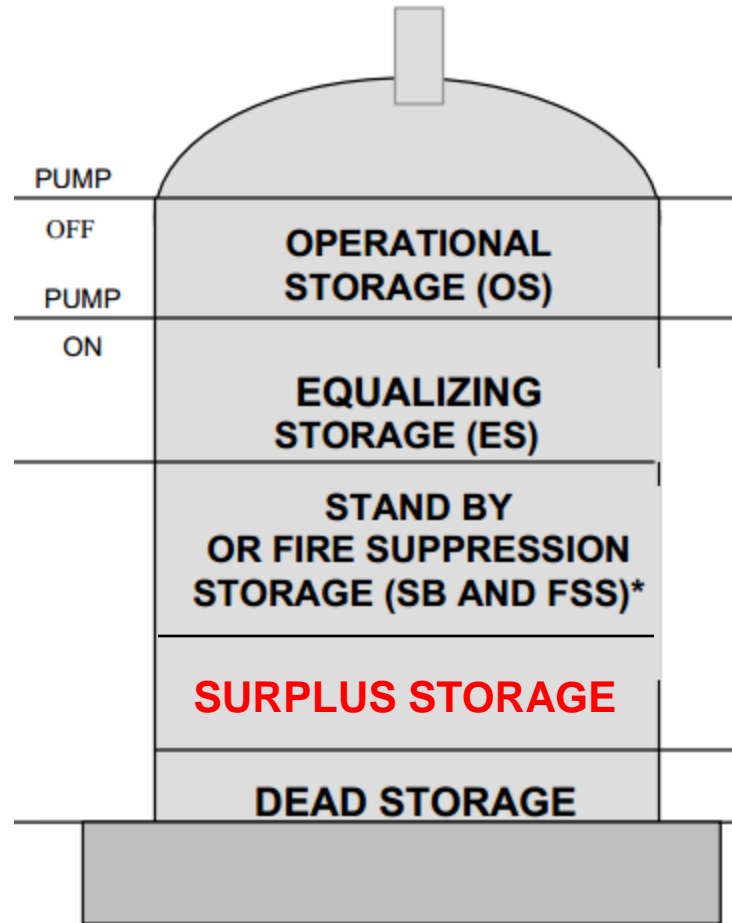 PUMP
OFF
OPERATIONAL
STORAGE (OS)
PUMP
ON
EQUALIZING
STORAGE (ES)
STAND BY
OR FIRE SUPPRESSION
STORAGE (SB AND FSS)*
SURPLUS STORAGE
DEAD STORAGE